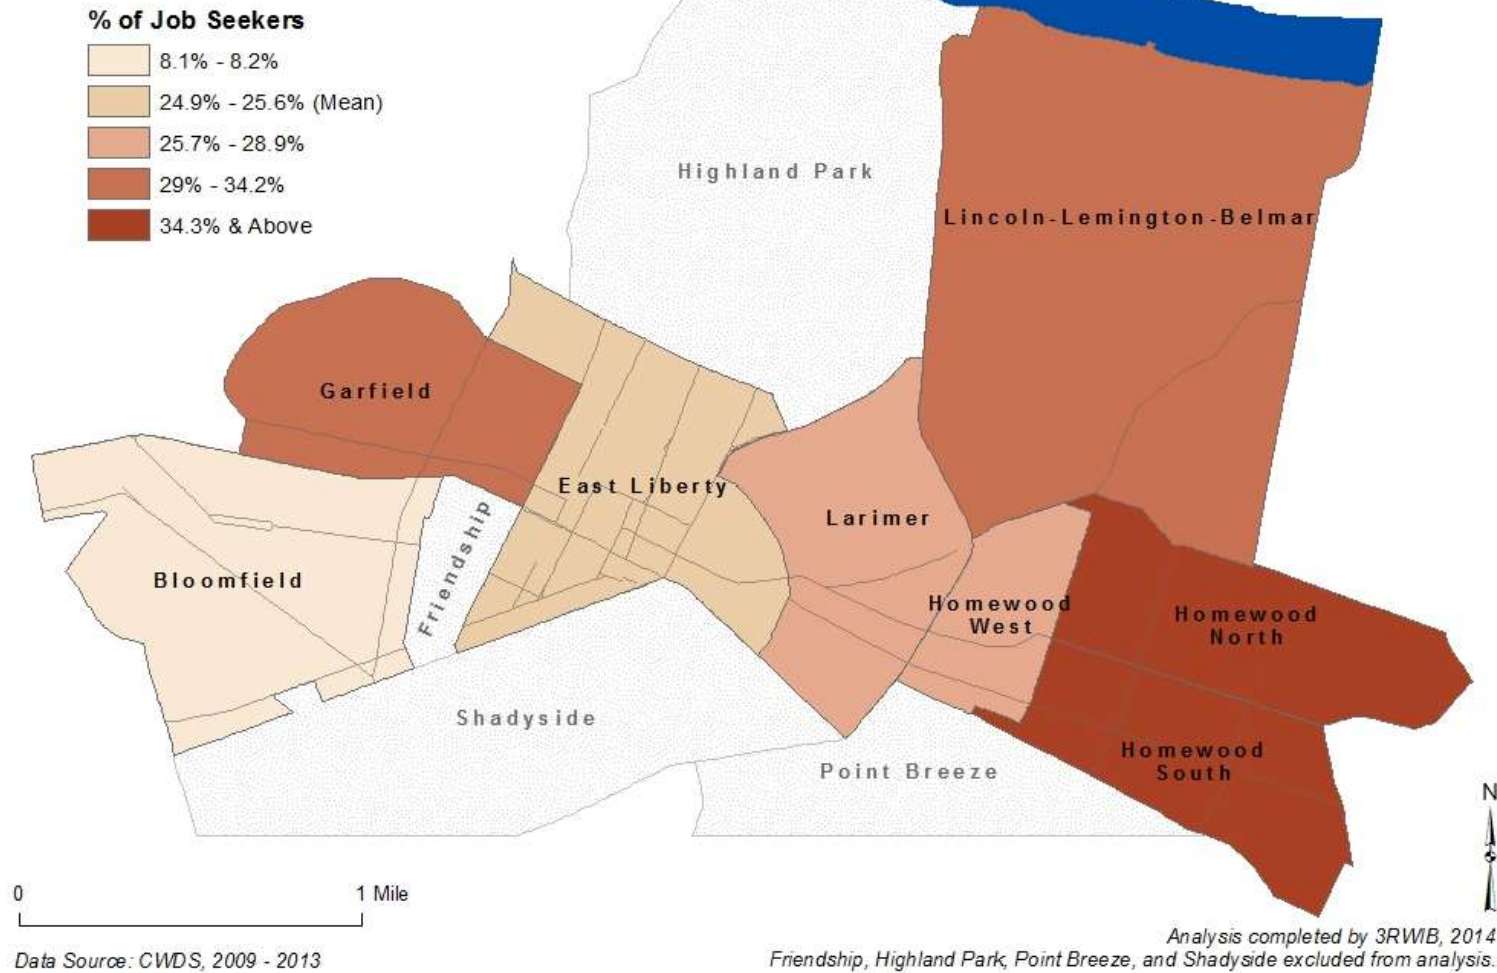 % of Job Seekers
8.1% - 8.2%
24.9% - 25.6% (Mean)
25.7% - 28.9%
29% - 34.2%
34.3% & Above
Highland Park
Lincoln-Lemington-Belmar
Garfield
East Liberty
Larimer
Friendship
Bloomfield
Homewood
West
Homewood
North
Shadyside
Homewood
South
Point Breeze
N
0 1 Mile
Analysis completed by 3RWIB, 2014
Data Source: CWDS, 2009 - 2013
Friendship, Highland Park, Point Breeze, and Shadyside excluded from analysis.